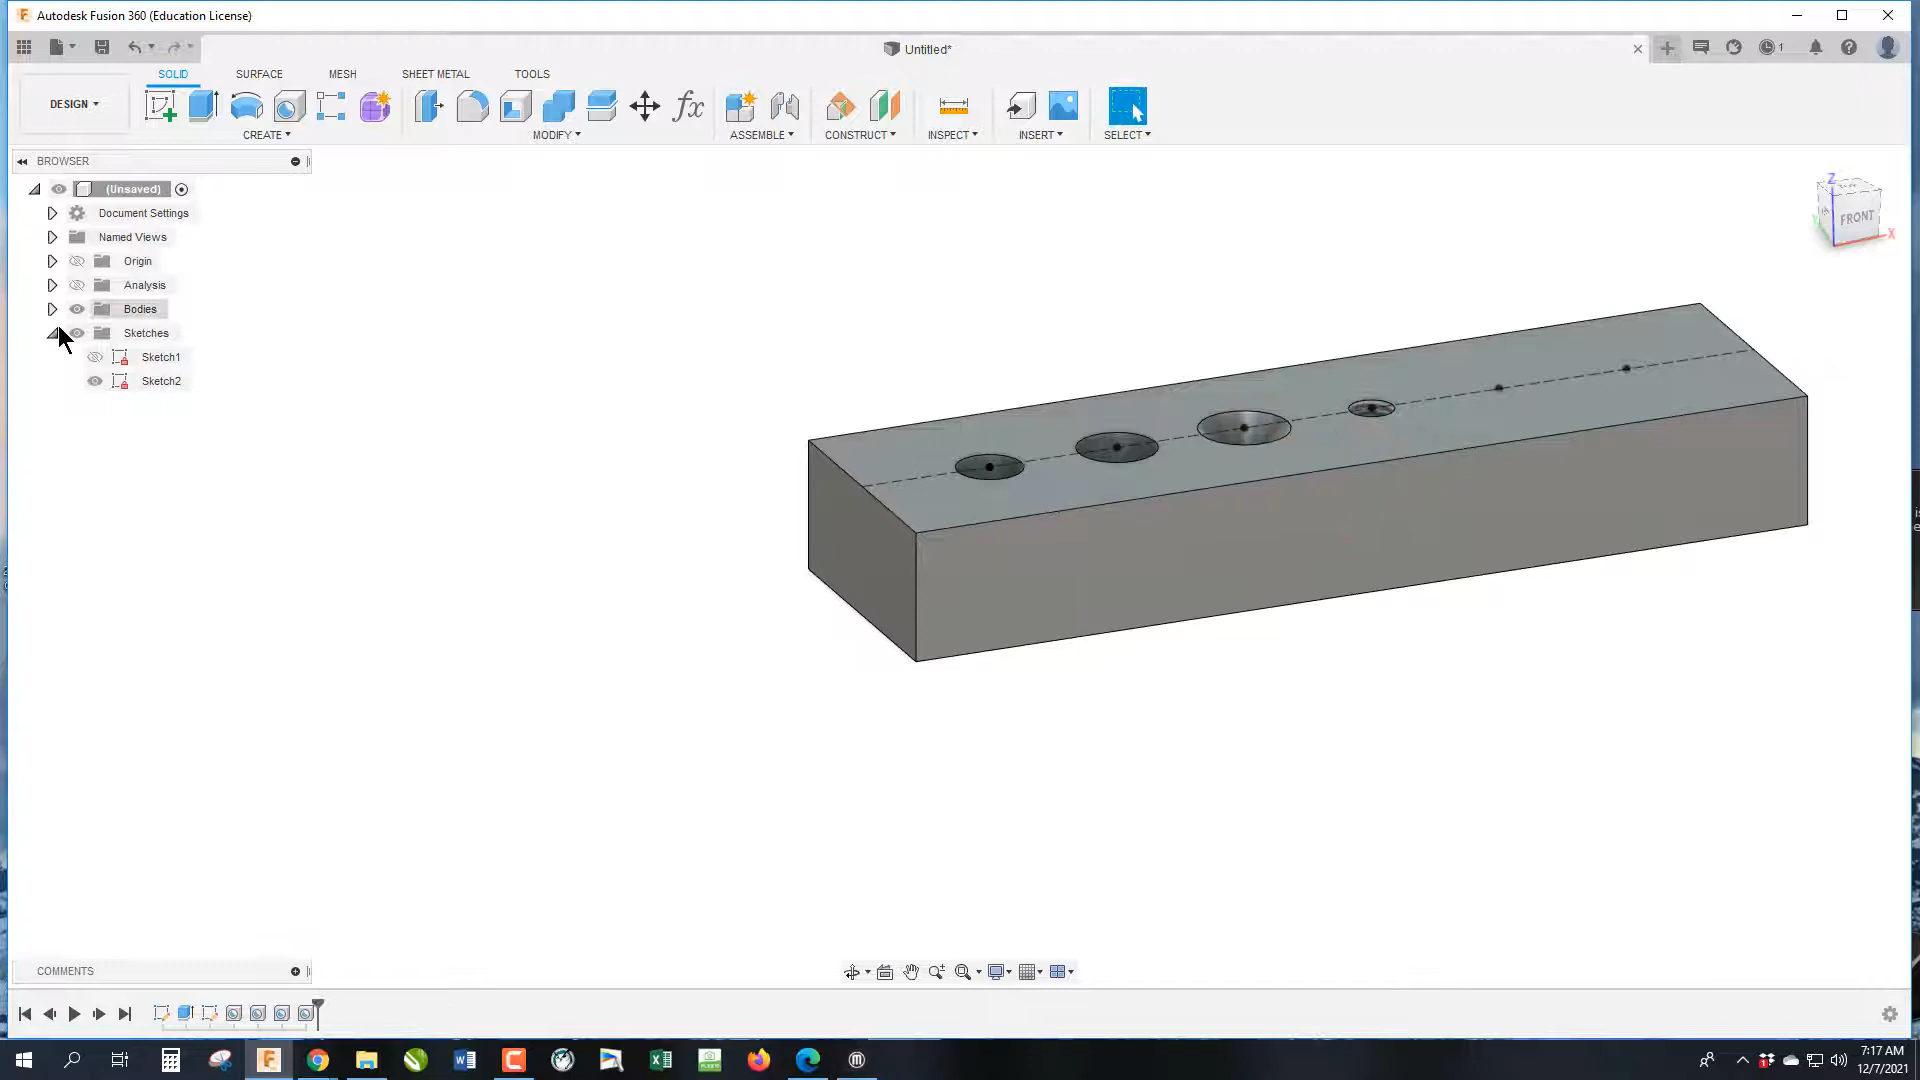 Autodesk Fusion 360 (Education License)
Untitled*
1
SOLID SURFACE MESH SHEET METAL TOOLS
DESIGN
CREATE MODIFY ASSEMBLE CONSTRUCT INSPECT INSERT SELECT
BROWSER
(Unsaved)
Document Settings
Named Views
Origin
Analysis
Bodies
Sketches
Sketch1
Sketch2
Z
FRONT
X
COMMENTS
7:17 AM
12/7/2021